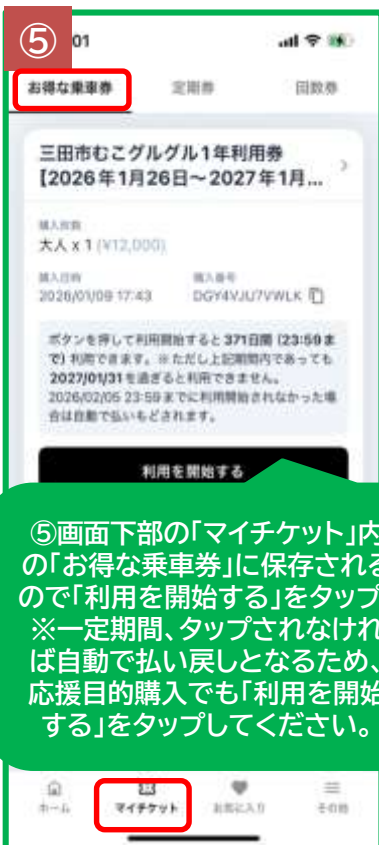 ⑤
01
お得な乗車券
定期券
回数券
三田市むこグルグル1年利用券
【2026年1月26日～2027年1月...
購入枚数
大人 x 1 (¥12,000)
購入日時
購入番号
2026/01/09 17:43
DGY4VJU7VWLK
ボタンを押して利用開始すると371日間 (23:59ま
で) 利用できます。※ただし上記期間内であっても
2027/01/31を過ぎると利用できません。
2026/02/05 23:59までに利用開始されなかった場
合は自動で払いもどされます。
利用を開始する
⑤画面下部の「マイチケット」内
の「お得な乗車券」に保存される
ので「利用を開始する」をタップ。
※一定期間、タップされなけれ
ば自動で払い戻しとなるため、
応援目的購入でも「利用を開始
する」をタップしてください。
ホーム
マイチケット
お気に入り
その他